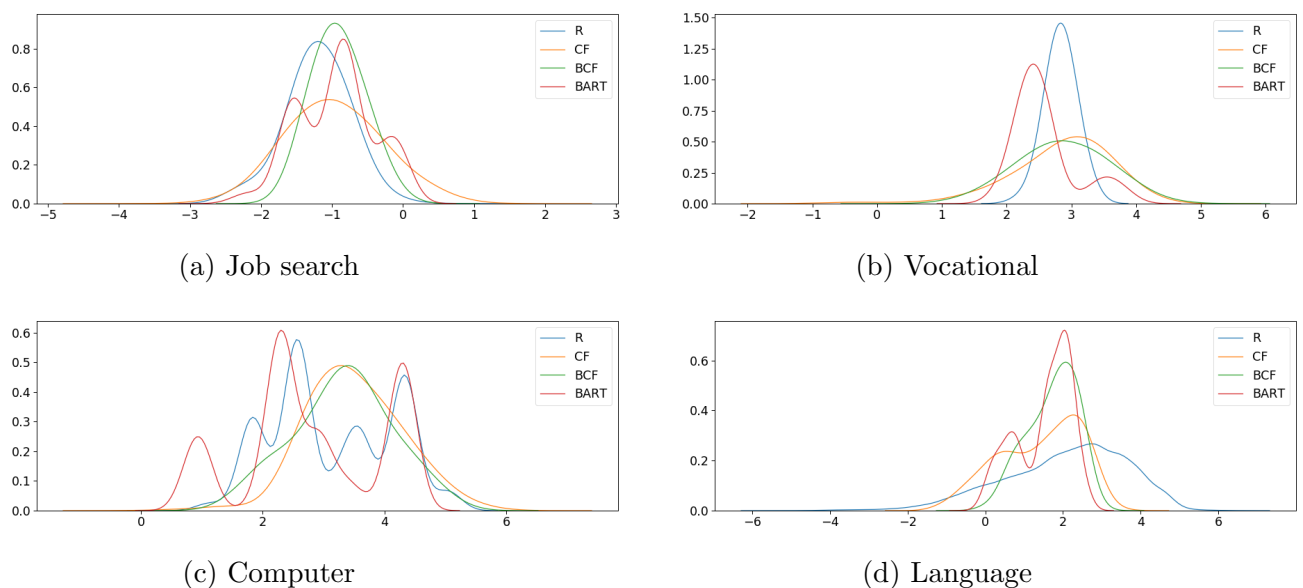 0.8
0.6
0.4
0.2
0.0
−5 −4 −3 −2 −1 0 1 2 3
R
CF
BCF
BART
(a) Job search
1.50
1.25
1.00
0.75
0.50
0.25
0.00
−2 −1 0 1 2 3 4 5 6
R
CF
BCF
BART
(b) Vocational
0.6
0.5
0.4
0.3
0.2
0.1
0.0
0 2 4 6
R
CF
BCF
BART
(c) Computer
0.6
0.4
0.2
0.0
−6 −4 −2 0 2 4 6
R
CF
BCF
BART
(d) Language